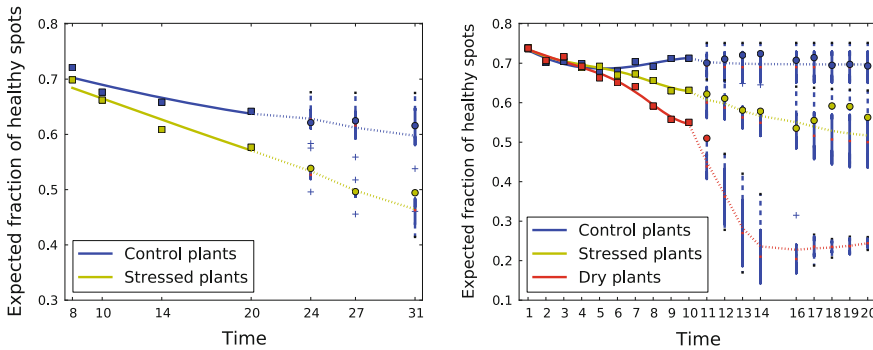 Expected fraction of healthy spots
0.8
0.7
0.6
0.5
0.4
0.3
8 10 14 20 24 27 31
Time
Control plants
Stressed plants
Expected fraction of healthy spots
0.8
0.7
0.6
0.5
0.4
0.3
0.2
0.1
1 2 3 4 5 6 7 8 9 10 11 12 13 14 16 17 18 19 20
Time
Control plants
Stressed plants
Dry plants